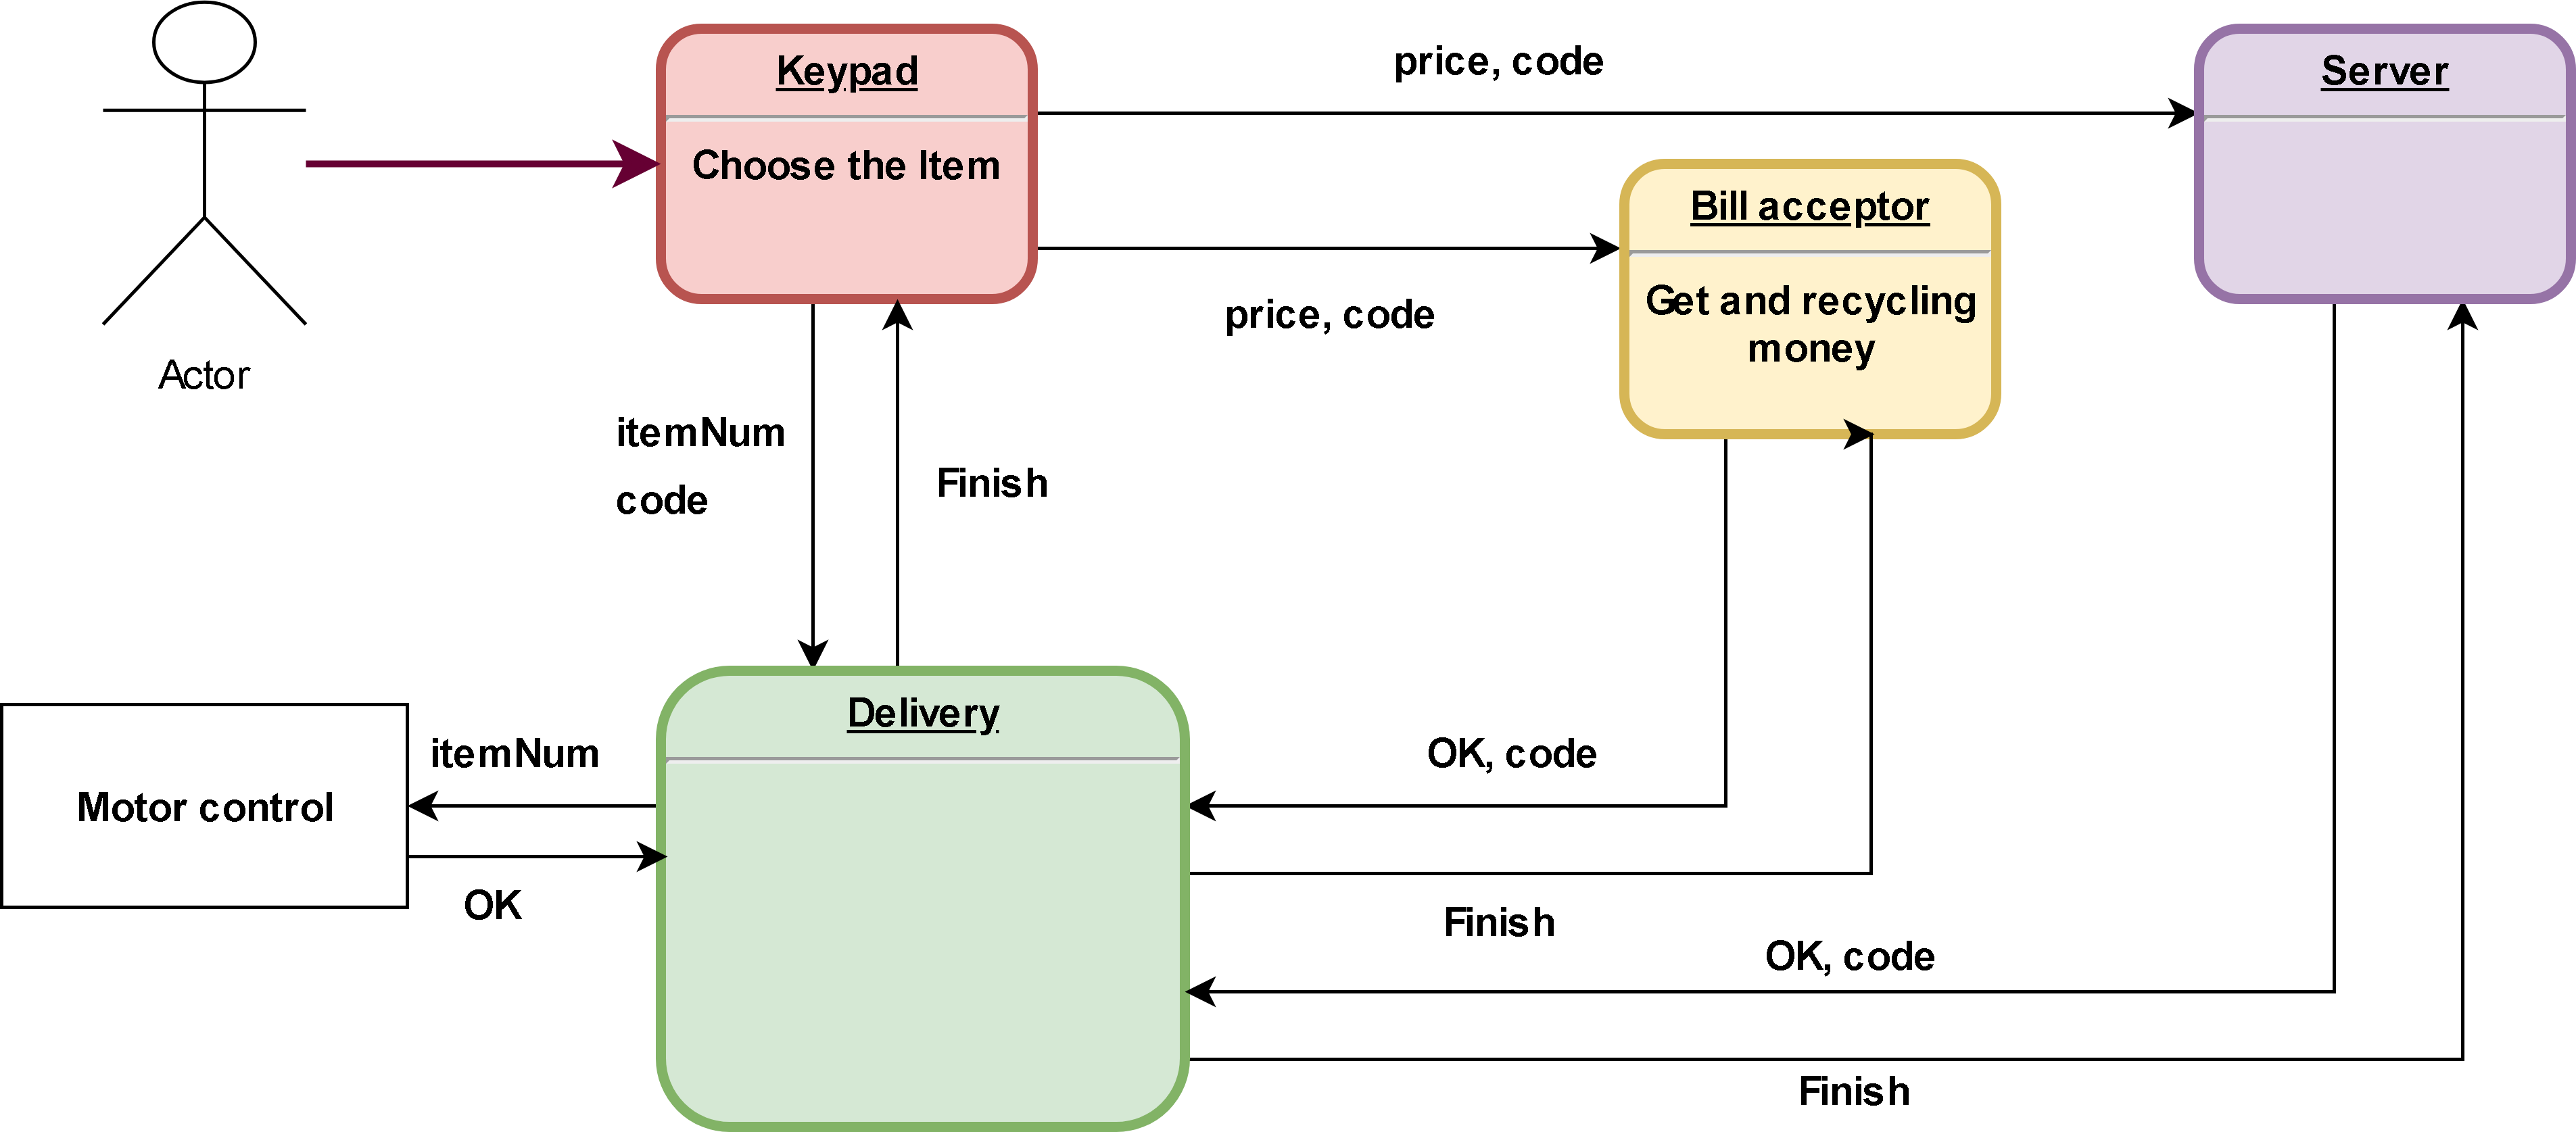 Keypad
Choose the Item
price, code
Server
Bill acceptor
Get and recycling
money
price, code
Actor
itemNum
code
Finish
Delivery
itemNum
Motor control
OK
OK, code
Finish
OK, code
Finish